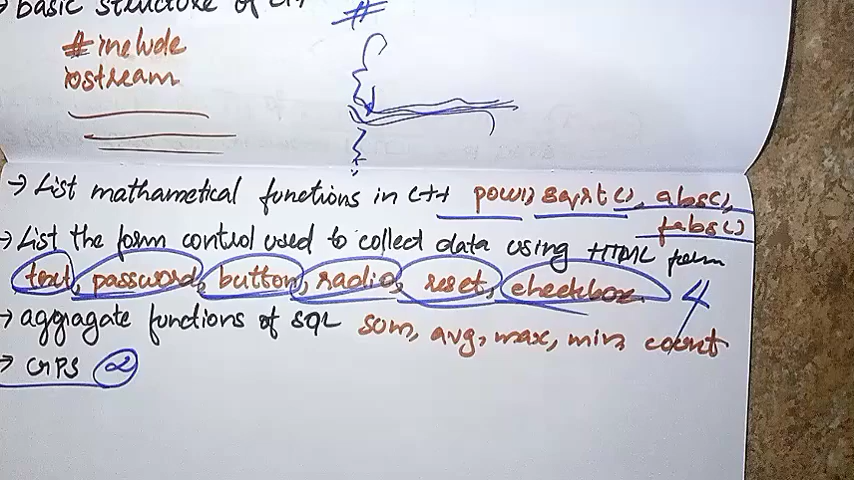 → basic structure of C++
#include
iostream
#
→ List mathametical functions in C++ pow(), sqrt(), abs(),
fabs()
→ List the form control used to collect data using HTML form
text, password, button, radio, reset, checkbox. 4
→ aggragate functions of SQL sum, avg, max, min, count
→ CMPS 2